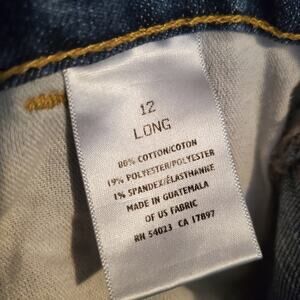 12
LONG
80% COTTON/COTON
19% POLYESTER/POLYESTER
1% SPANDEX/ÉLASTHANNE
MADE IN GUATEMALA
OF US FABRIC
RN 54023 CA 17897